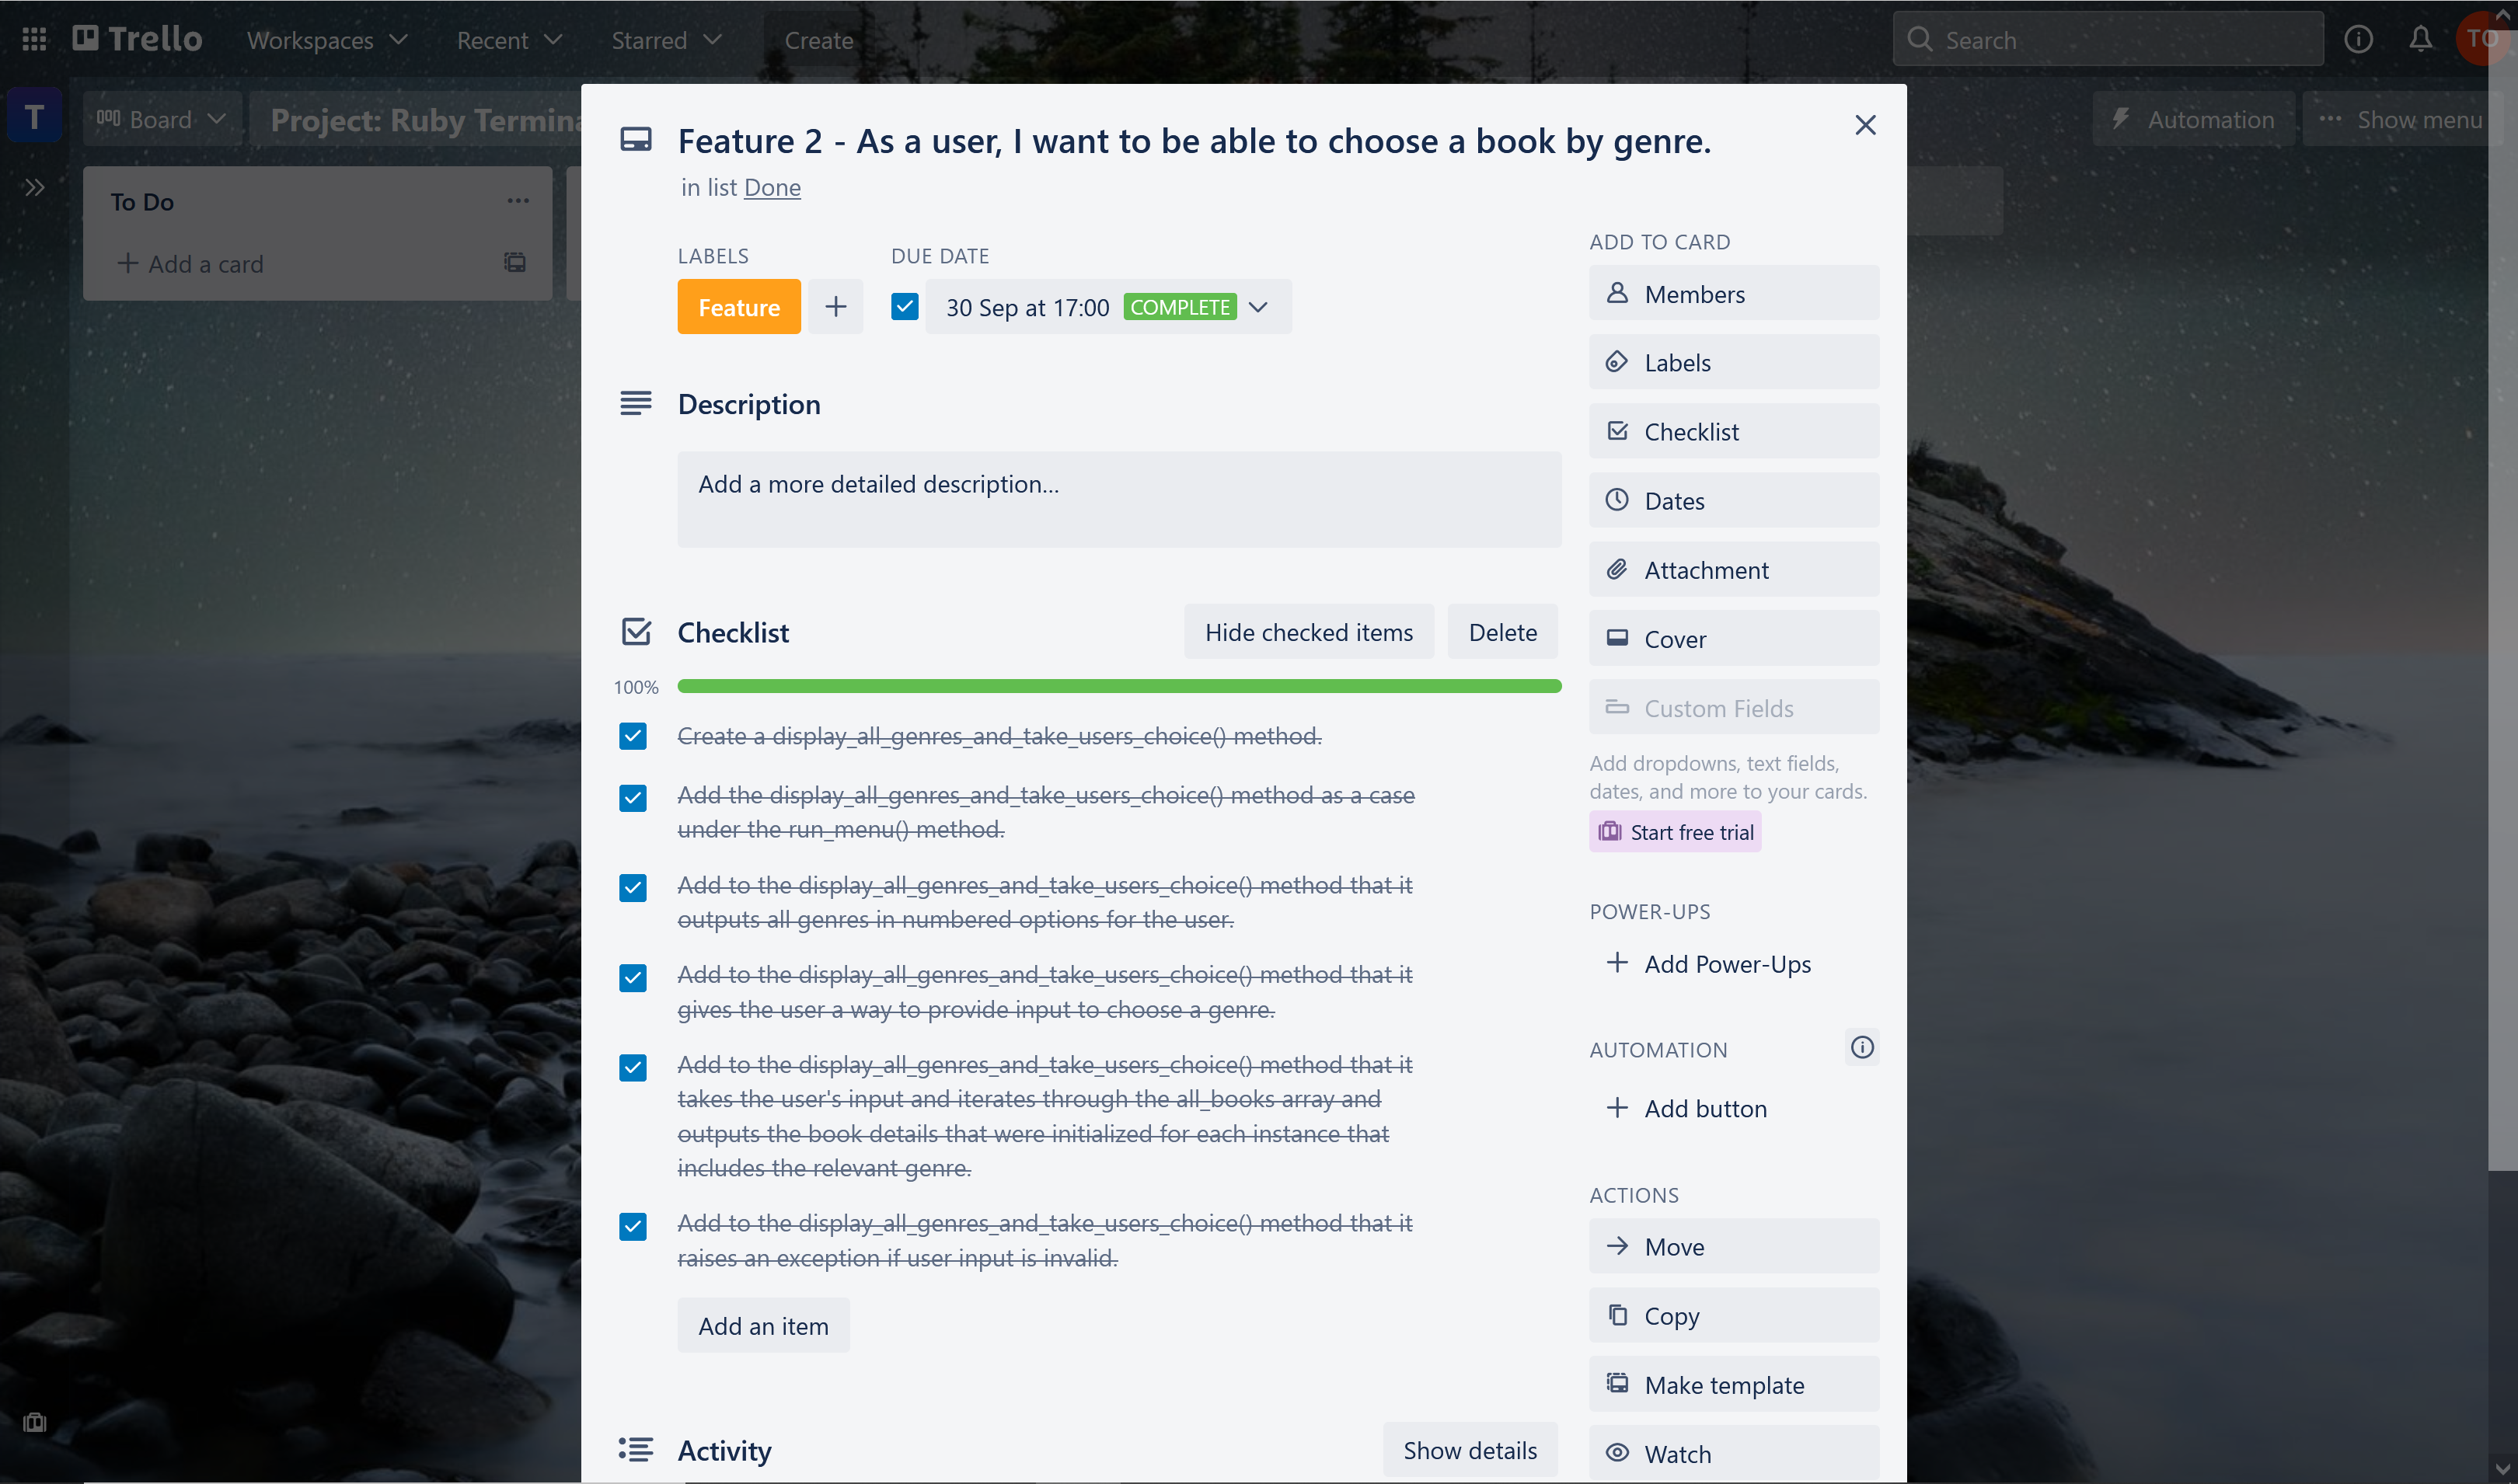 Trello
Workspaces
Recent
Starred
Create
Search
TO
T
Board
Project: Ruby Termina
Automation
Show menu
To Do
Add a card
Feature 2 - As a user, I want to be able to choose a book by genre.
in list Done
LABELS
DUE DATE
Feature
30 Sep at 17:00 COMPLETE
Description
Add a more detailed description...
Checklist
Hide checked items
Delete
100%
Create a display_all_genres_and_take_users_choice() method.
Add the display_all_genres_and_take_users_choice() method as a case
under the run_menu() method.
Add to the display_all_genres_and_take_users_choice() method that it
outputs all genres in numbered options for the user.
Add to the display_all_genres_and_take_users_choice() method that it
gives the user a way to provide input to choose a genre.
Add to the display_all_genres_and_take_users_choice() method that it
takes the user's input and iterates through the all_books array and
outputs the book details that were initialized for each instance that
includes the relevant genre.
Add to the display_all_genres_and_take_users_choice() method that it
raises an exception if user input is invalid.
Add an item
Activity
Show details
ADD TO CARD
Members
Labels
Checklist
Dates
Attachment
Cover
Custom Fields
Add dropdowns, text fields,
dates, and more to your cards.
Start free trial
POWER-UPS
Add Power-Ups
AUTOMATION
Add button
ACTIONS
Move
Copy
Make template
Watch